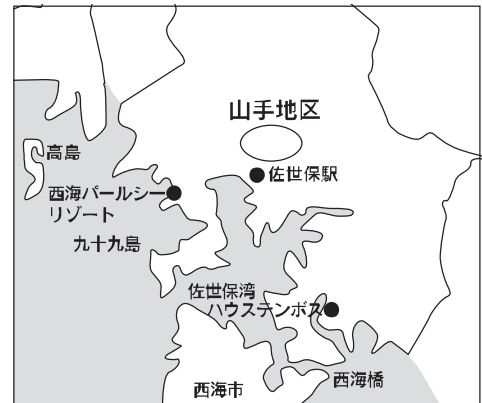 山手地区
佐世保駅
高島
西海パールシー
リゾート
九十九島
佐世保湾
ハウステンボス
西海橋
西海市